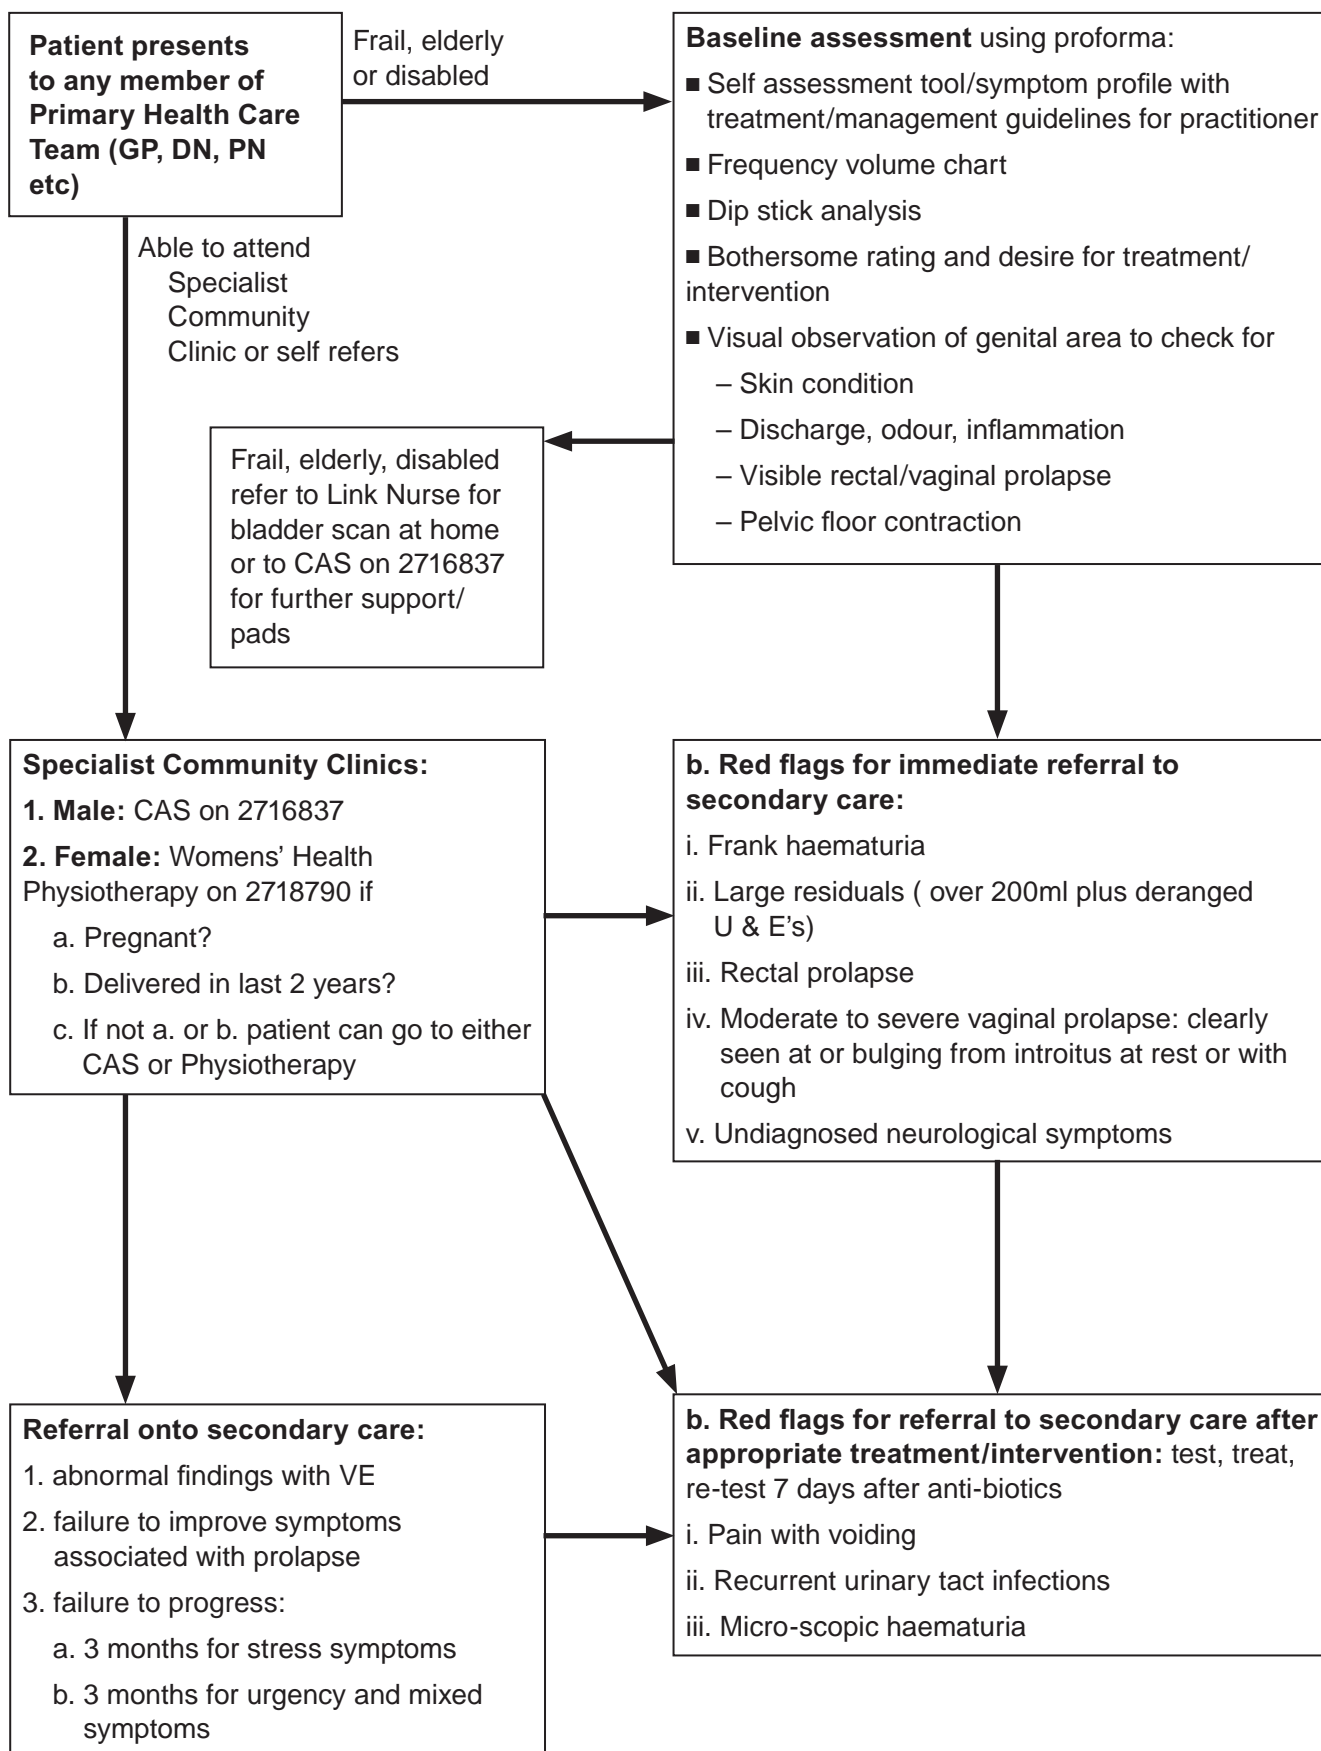 Patient presents
to any member of
Primary Health Care
Team (GP, DN, PN
etc)
Frail, elderly
or disabled
Baseline assessment using proforma:
■ Self assessment tool/symptom profile with
treatment/management guidelines for practitioner
■ Frequency volume chart
■ Dip stick analysis
■ Bothersome rating and desire for treatment/
intervention
■ Visual observation of genital area to check for
– Skin condition
– Discharge, odour, inflammation
– Visible rectal/vaginal prolapse
– Pelvic floor contraction
Able to attend
Specialist
Community
Clinic or self refers
Frail, elderly, disabled
refer to Link Nurse for
bladder scan at home
or to CAS on 2716837
for further support/
pads
Specialist Community Clinics:
1. Male: CAS on 2716837
2. Female: Womens' Health
Physiotherapy on 2718790 if
a. Pregnant?
b. Delivered in last 2 years?
c. If not a. or b. patient can go to either
CAS or Physiotherapy
b. Red flags for immediate referral to
secondary care:
i. Frank haematuria
ii. Large residuals ( over 200ml plus deranged
U & E's)
iii. Rectal prolapse
iv. Moderate to severe vaginal prolapse: clearly
seen at or bulging from introitus at rest or with
cough
v. Undiagnosed neurological symptoms
Referral onto secondary care:
1. abnormal findings with VE
2. failure to improve symptoms
associated with prolapse
3. failure to progress:
a. 3 months for stress symptoms
b. 3 months for urgency and mixed
symptoms
b. Red flags for referral to secondary care after
appropriate treatment/intervention: test, treat,
re-test 7 days after anti-biotics
i. Pain with voiding
ii. Recurrent urinary tact infections
iii. Micro-scopic haematuria